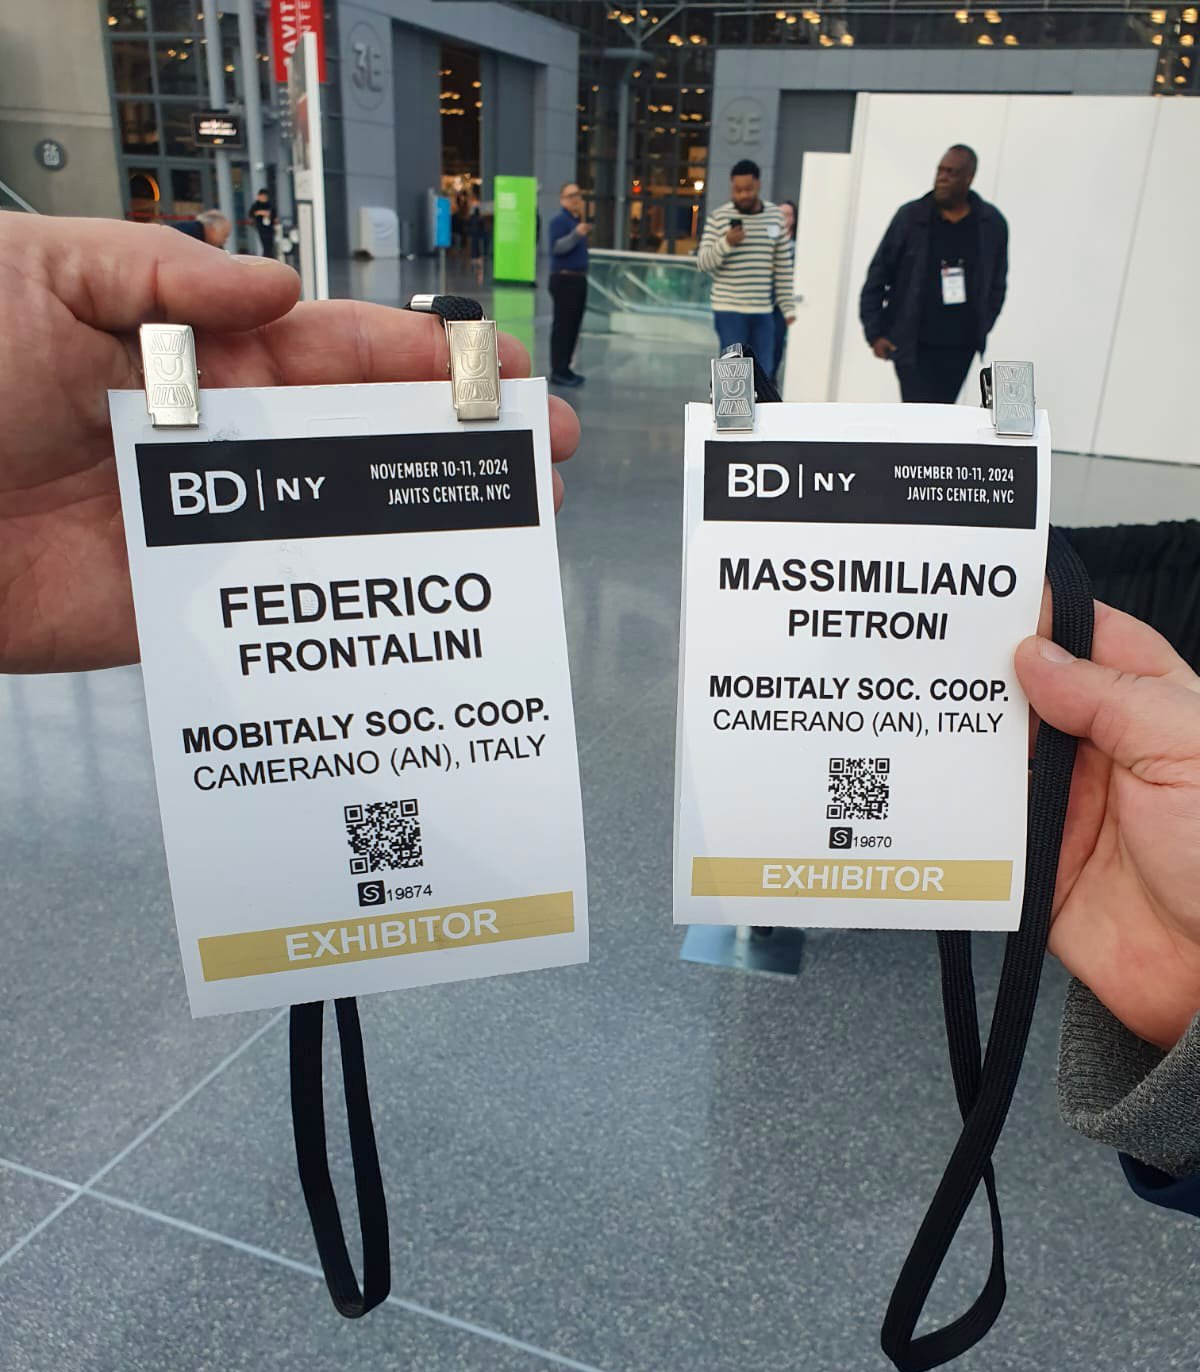 3E
3E
BD | NY
NOVEMBER 10-11, 2024
JAVITS CENTER, NYC
FEDERICO
FRONTALINI
MOBITALY SOC. COOP.
CAMERANO (AN), ITALY
S 19874
EXHIBITOR
BD | NY
NOVEMBER 10-11, 2024
JAVITS CENTER, NYC
MASSIMILIANO
PIETRONI
MOBITALY SOC. COOP.
CAMERANO (AN), ITALY
S 19870
EXHIBITOR